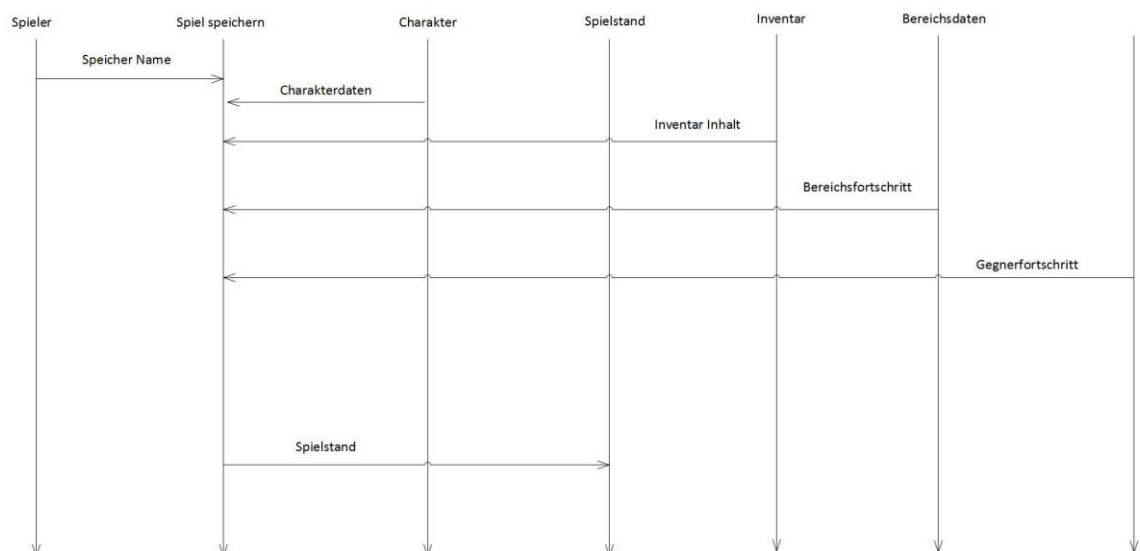 Spieler
Spiel speichern
Charakter
Spielstand
Inventar
Bereichsdaten
Speicher Name
Charakterdaten
Inventar Inhalt
Bereichsfortschritt
Gegnerfortschritt
Spielstand